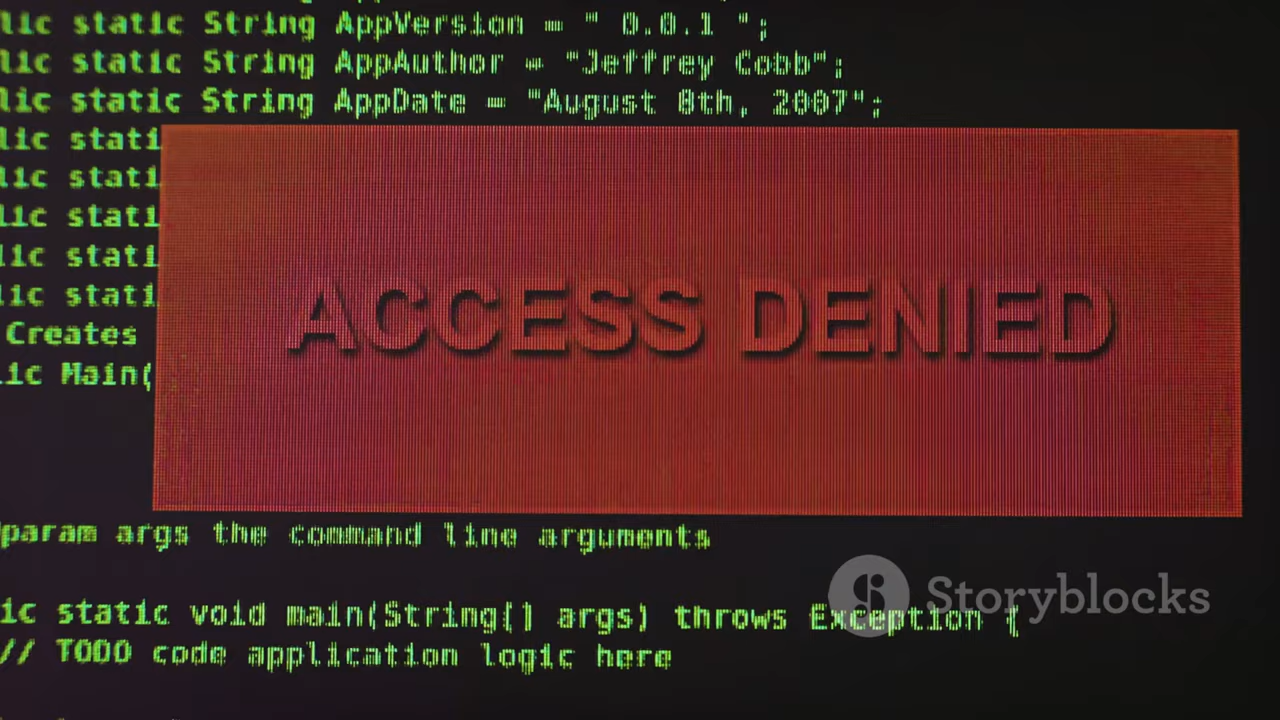 lic static String AppVersion = " 0.0.1 ";
lic static String AppAuthor = "Jeffrey Cobb";
lic static String AppDate = "August 8th, 2007";
lic stati
lic stati
lic stati
lic stati
lic stati
Creates
lic Main(
ACCESS DENIED
param args the command line arguments
ic static void main(String[] args) throws Exception {
// TODO code application logic here
Storyblocks